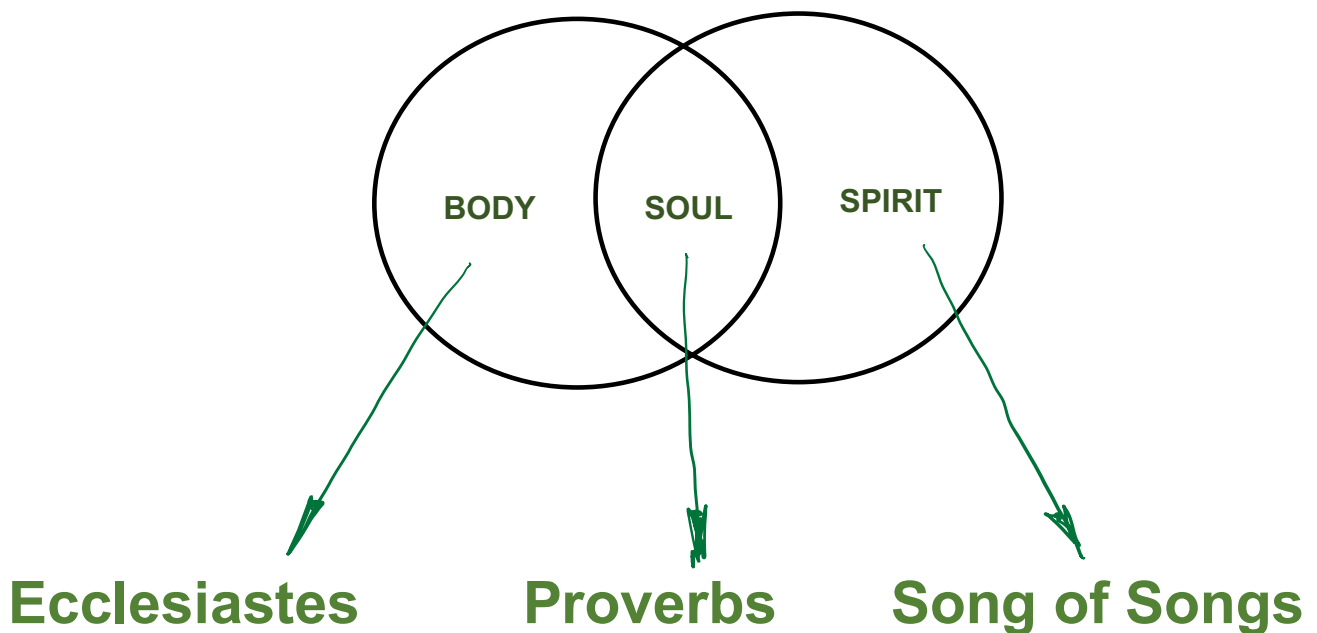 BODY
SOUL
SPIRIT
Ecclesiastes
Proverbs
Song of Songs